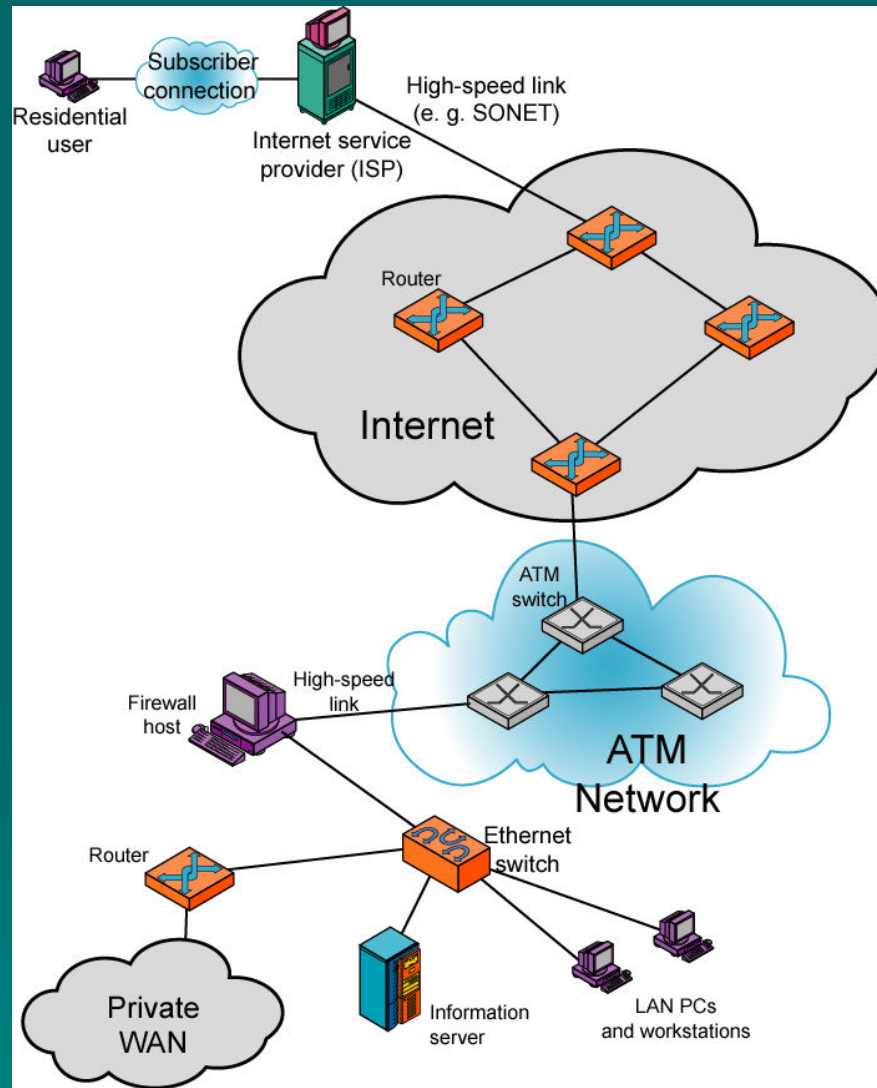 Subscriber
connection
Residential
user
Internet service
provider (ISP)
High-speed link
(e. g. SONET)
Router
Internet
ATM
switch
High-speed
link
Firewall
host
ATM
Network
Ethernet
switch
Router
Private
WAN
Information
server
LAN PCs
and workstations